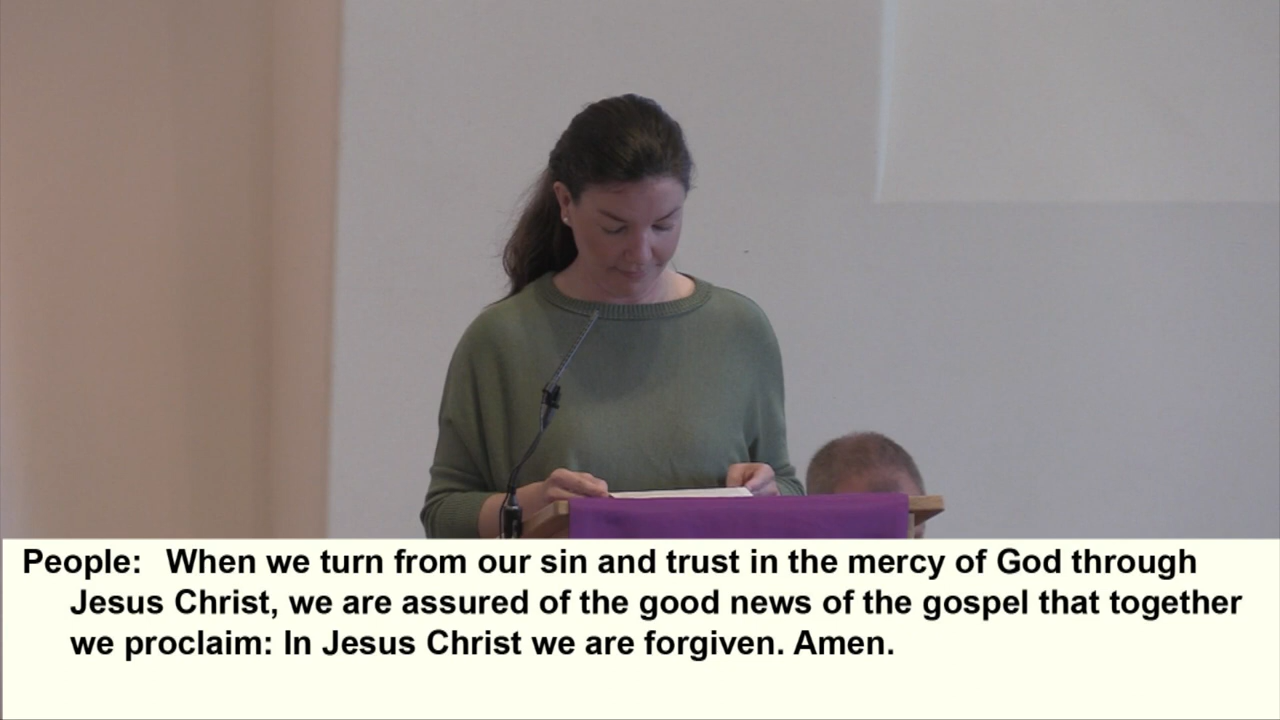 People: When we turn from our sin and trust in the mercy of God through
Jesus Christ, we are assured of the good news of the gospel that together
we proclaim: In Jesus Christ we are forgiven. Amen.